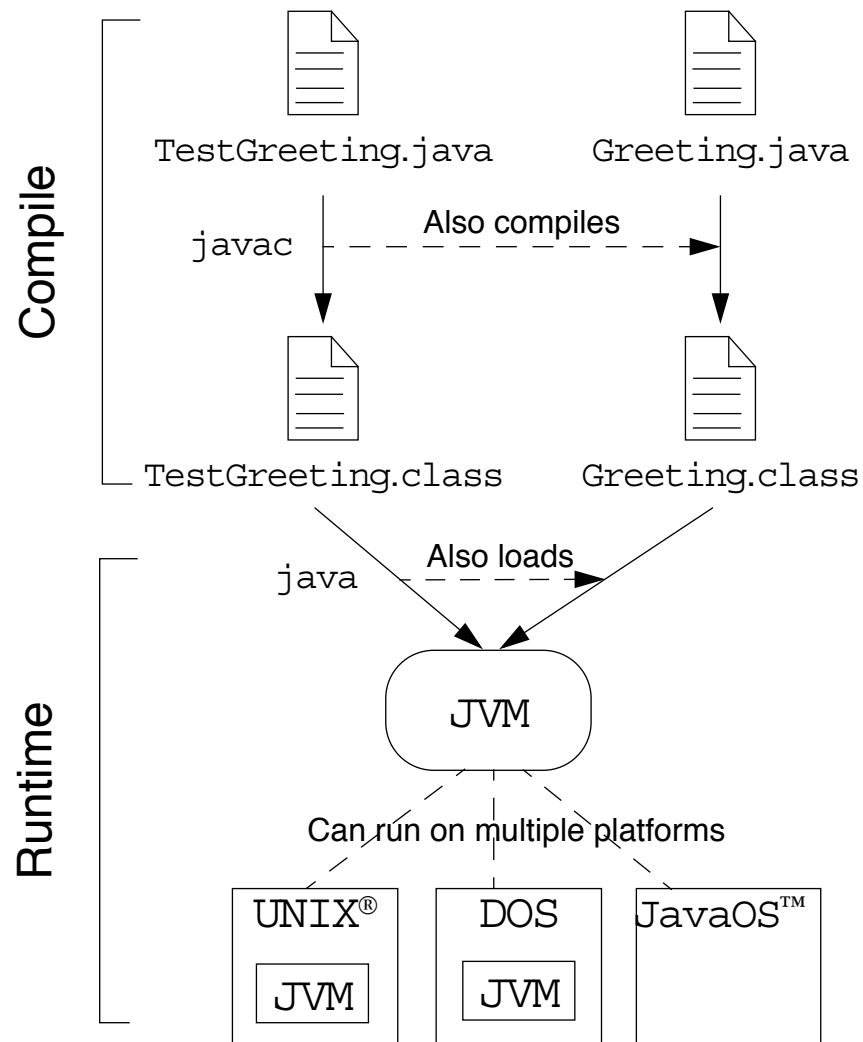 Compile
TestGreeting.java
Greeting.java
javac
Also compiles
TestGreeting.class
Greeting.class
Runtime
java
Also loads
JVM
Can run on multiple platforms
UNIX®
DOS
JavaOS™
JVM
JVM